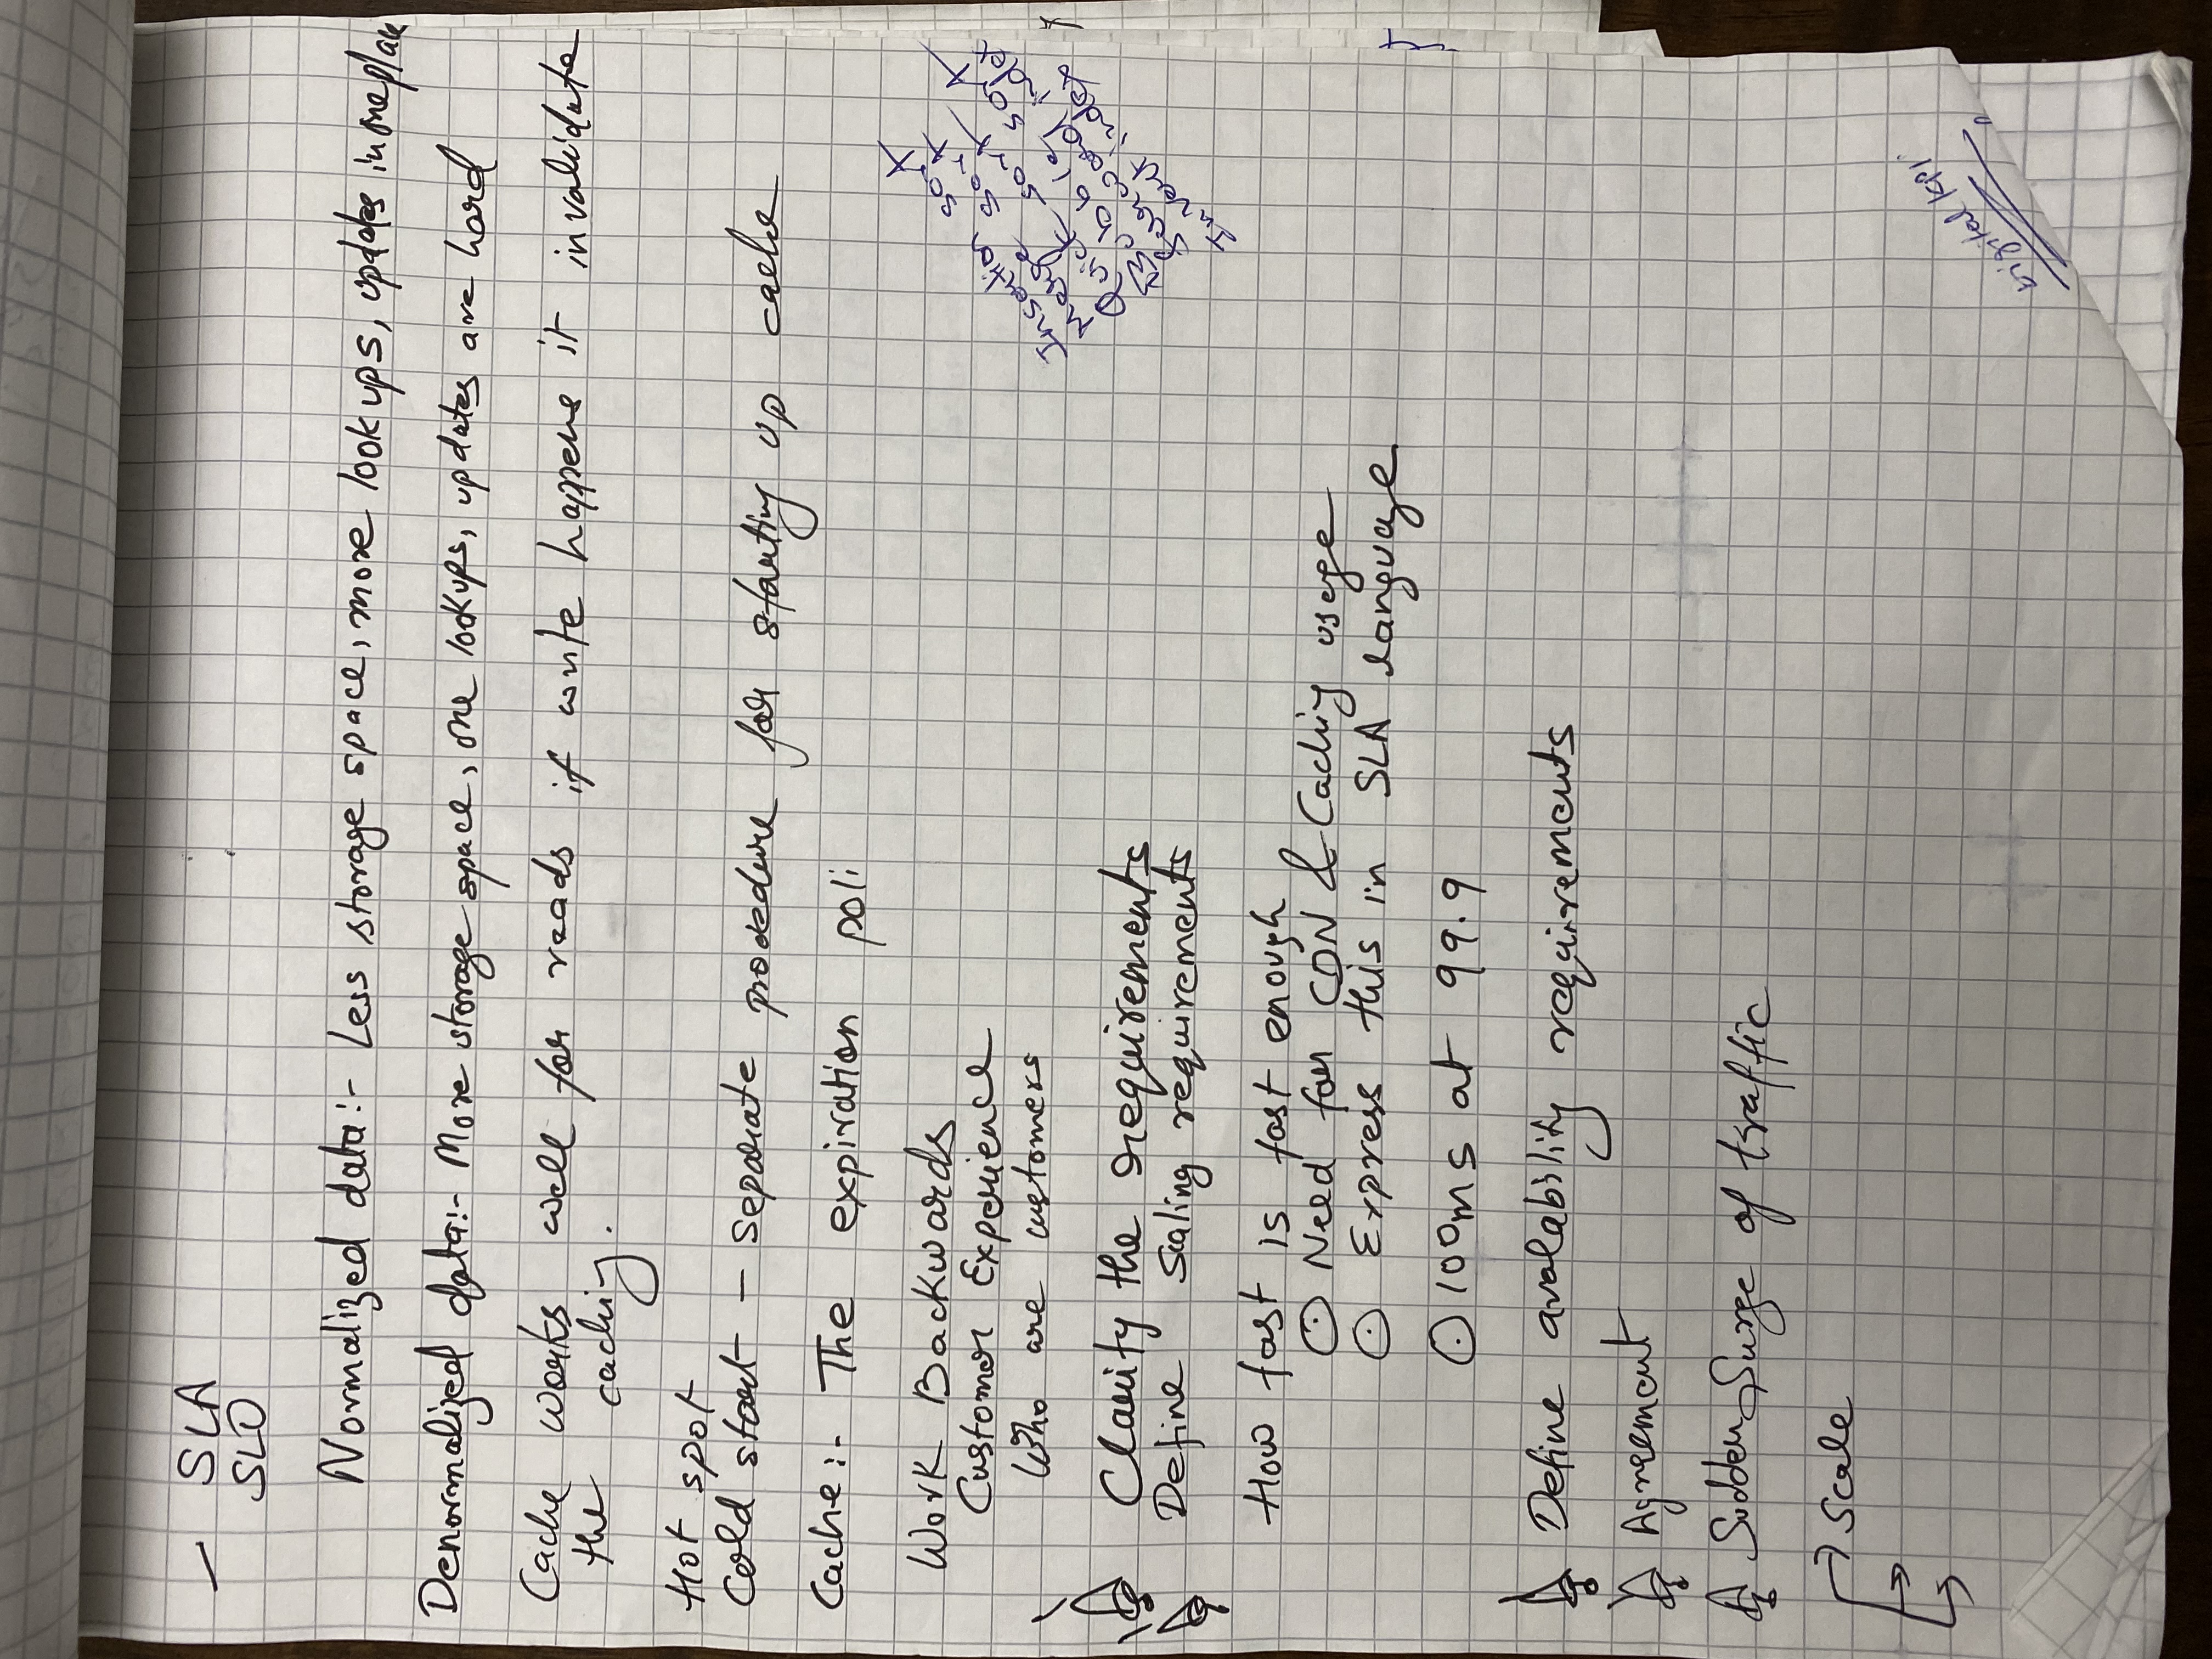 — SLA
SLO
Normalized data:- Less storage space, more lookups, updates in one place
Denormalized data:- More storage space, one lookups, updates are hard
Cache works well for reads if write happens it invalidate
the caching.
Hot spot
Cold start — separate procedure for starting up cache
Cache:- The expiration poli
Work Backwards
Customer Experience
Who are customers
Clarity the requirements
Define Scaling requirements
How fast is fast enough
Need for CDN & Caching usage
Express this in SLA language
100ms at 99.9
Define avalability requirements
Agreement
Sudden Surge of traffic
Scale
Insertion sort
Merge sort
Quick sort
Bubble sort
Forward index
Invert index
Digital KPI